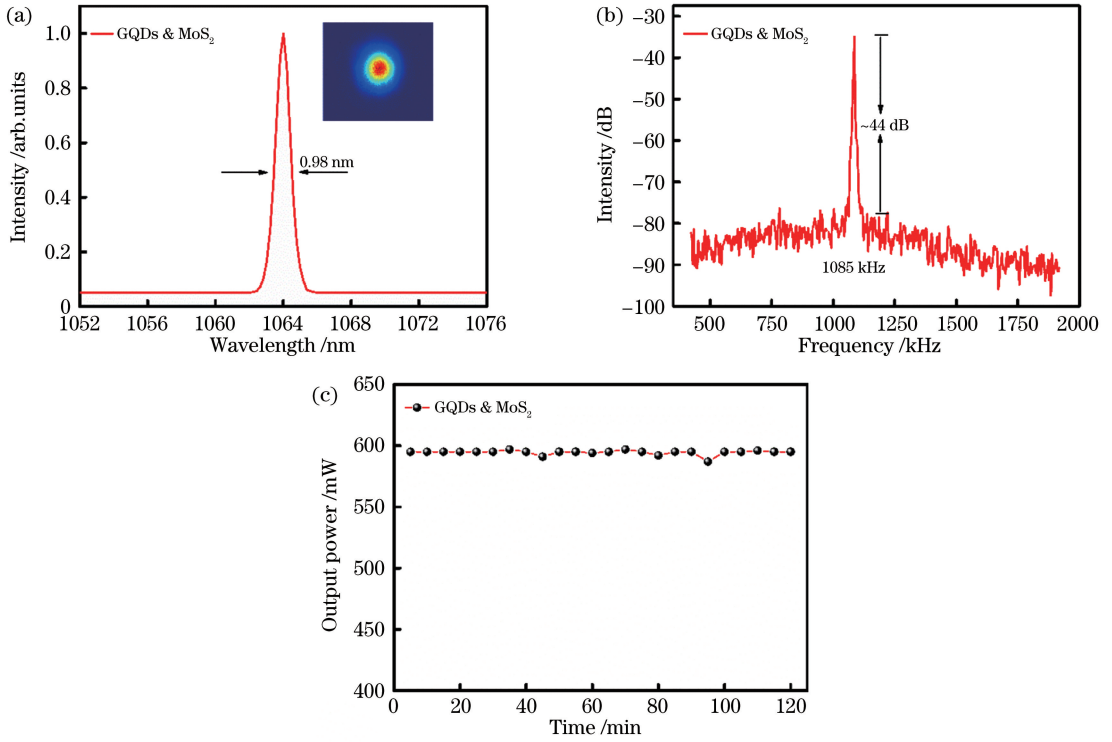 (a)
GQDs & MoS₂
0.98 nm
Intensity /arb.units
1.0
0.8
0.6
0.4
0.2
0
1052 1056 1060 1064 1068 1072 1076
Wavelength /nm
(b)
GQDs & MoS₂
~44 dB
1085 kHz
Intensity /dB
−30
−40
−50
−60
−70
−80
−90
−100
500 750 1000 1250 1500 1750 2000
Frequency /kHz
(c)
GQDs & MoS₂
Output power /mW
650
600
550
500
450
400
0 20 40 60 80 100 120
Time /min